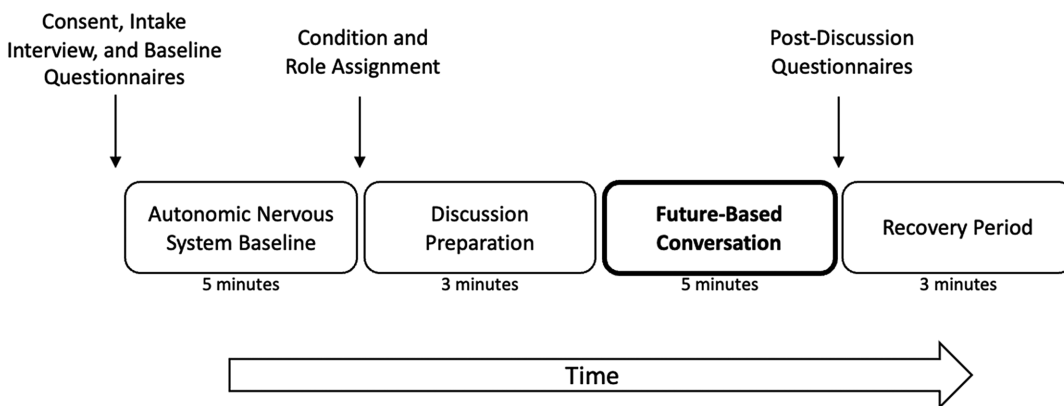 Consent, Intake
Interview, and Baseline
Questionnaires
Condition and
Role Assignment
Post-Discussion
Questionnaires
Autonomic Nervous
System Baseline
5 minutes
Discussion
Preparation
3 minutes
Future-Based
Conversation
5 minutes
Recovery Period
3 minutes
Time